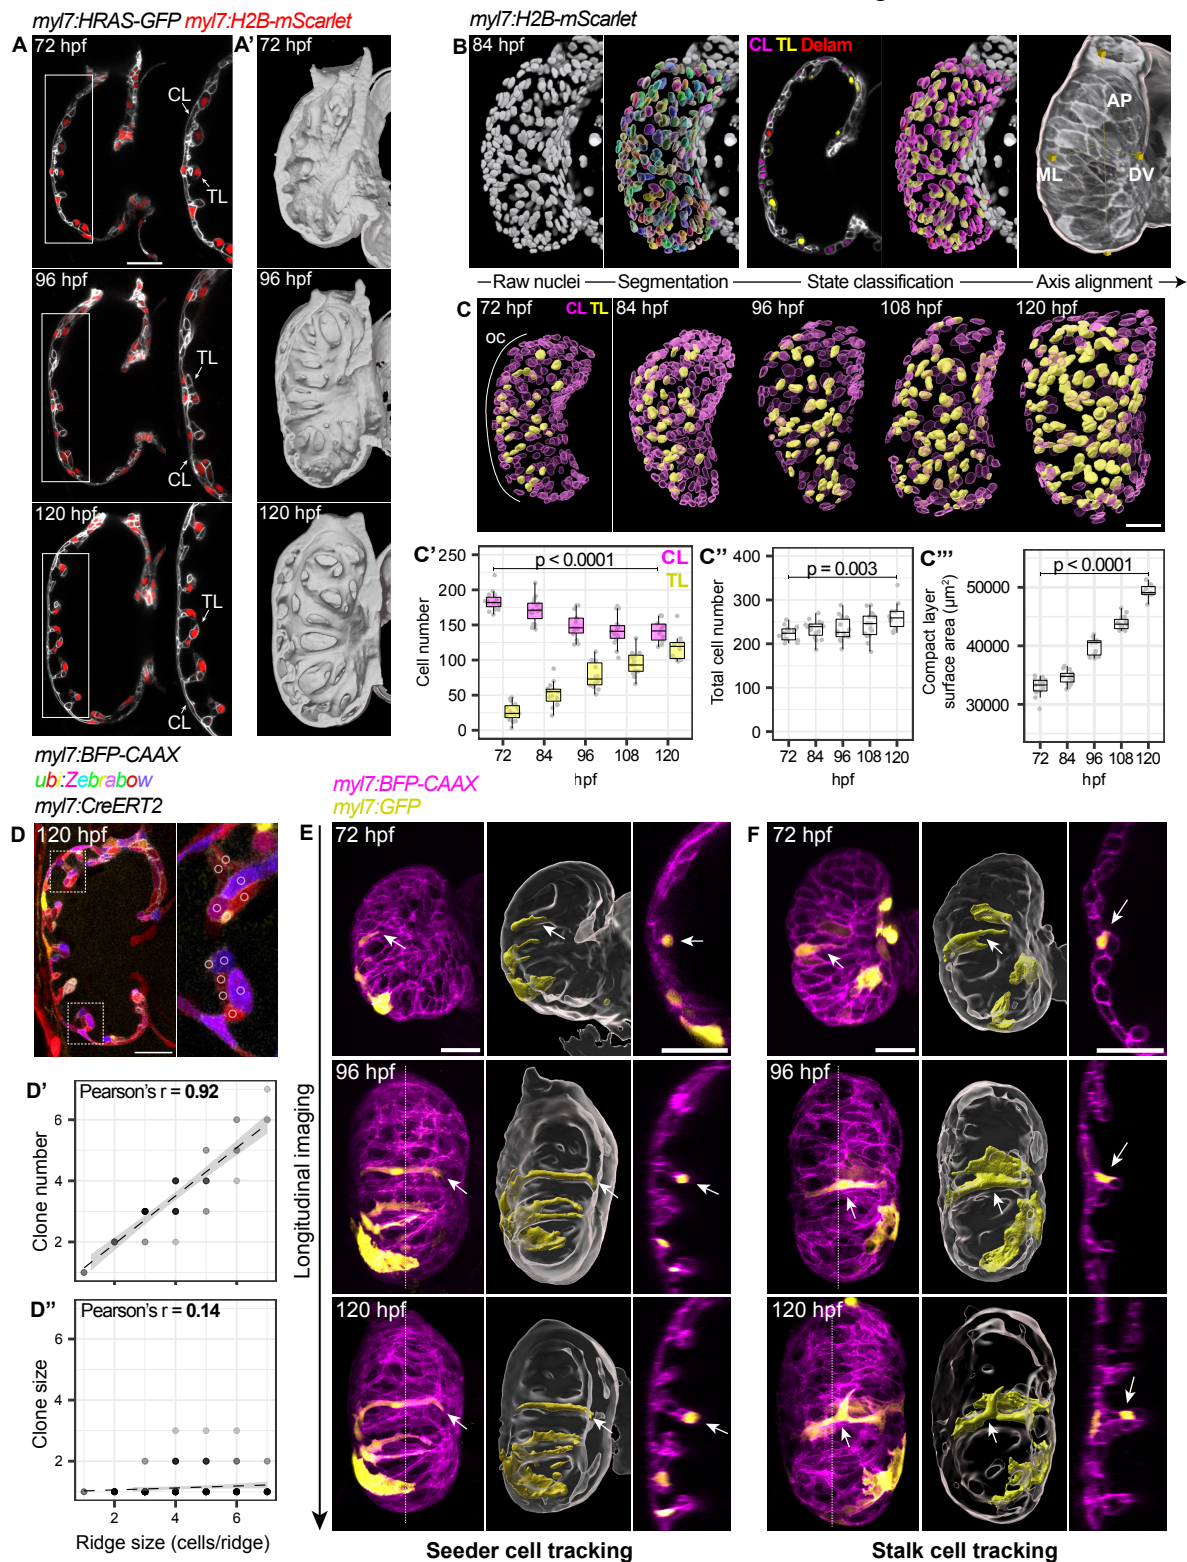 myl7:HRAS-GFP myl7:H2B-mScarlet
A
72 hpf
CL
TL
A'
72 hpf
96 hpf
TL
CL
96 hpf
120 hpf
TL
CL
120 hpf
myl7:H2B-mScarlet
B
84 hpf
CL TL Delam
AP
ML
DV
Raw nuclei
Segmentation
State classification
Axis alignment
C
72 hpf
CL TL
84 hpf
96 hpf
108 hpf
120 hpf
OC
C'
250
200
150
100
50
0
Cell number
p < 0.0001
CL
TL
72
84
96
108
120
hpf
C''
400
300
200
100
0
Total cell number
p = 0.003
72
84
96
108
120
hpf
C'''
50000
40000
30000
Compact layer
surface area (µm²)
p < 0.0001
72
84
96
108
120
hpf
myl7:BFP-CAAX
ubi:Zebrabow
myl7:CreERT2
D
120 hpf
D'
Pearson's r = 0.92
6
4
2
Clone number
D''
Pearson's r = 0.14
6
4
2
Clone size
2
4
6
Ridge size (cells/ridge)
myl7:BFP-CAAX
myl7:GFP
Longitudinal imaging
E
72 hpf
96 hpf
120 hpf
Seeder cell tracking
F
72 hpf
96 hpf
120 hpf
Stalk cell tracking